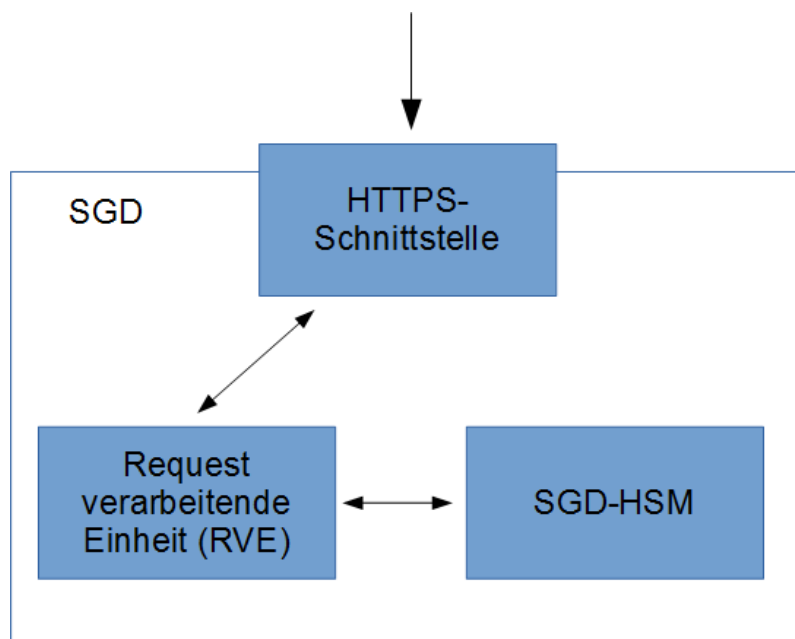 SGD
HTTPS-
Schnittstelle
Request
verarbeitende
Einheit (RVE)
SGD-HSM